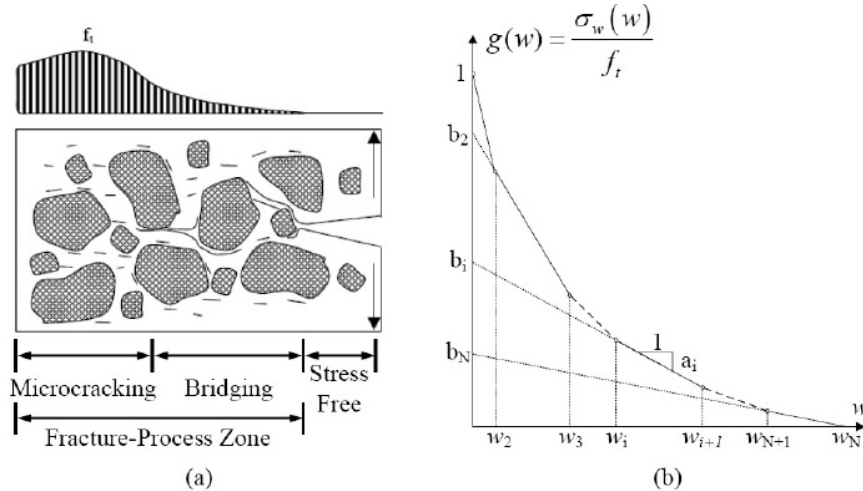 f_t
Microcracking
Bridging
Stress
Free
Fracture-Process Zone
(a)
g(w) = σ_w(w) / f_t
1
b_2
b_i
b_N
1
a_i
w
w_2 w_3 w_i w_{i+1} w_{N+1} w_N
(b)